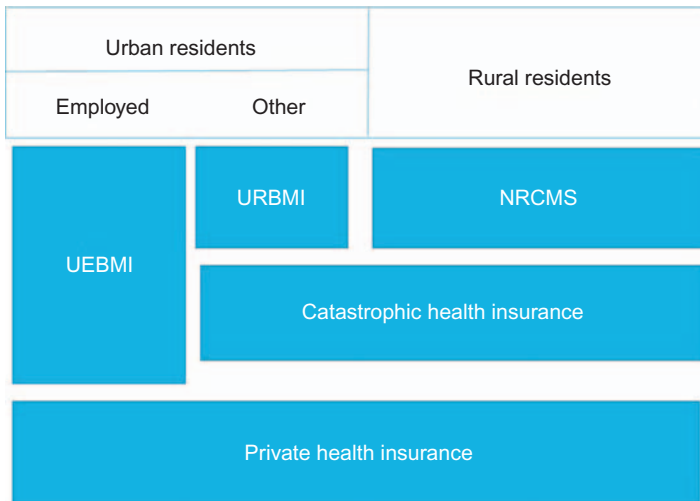 Urban residents
Rural residents
Employed
Other
URBMI
NRCMS
UEBMI
Catastrophic health insurance
Private health insurance